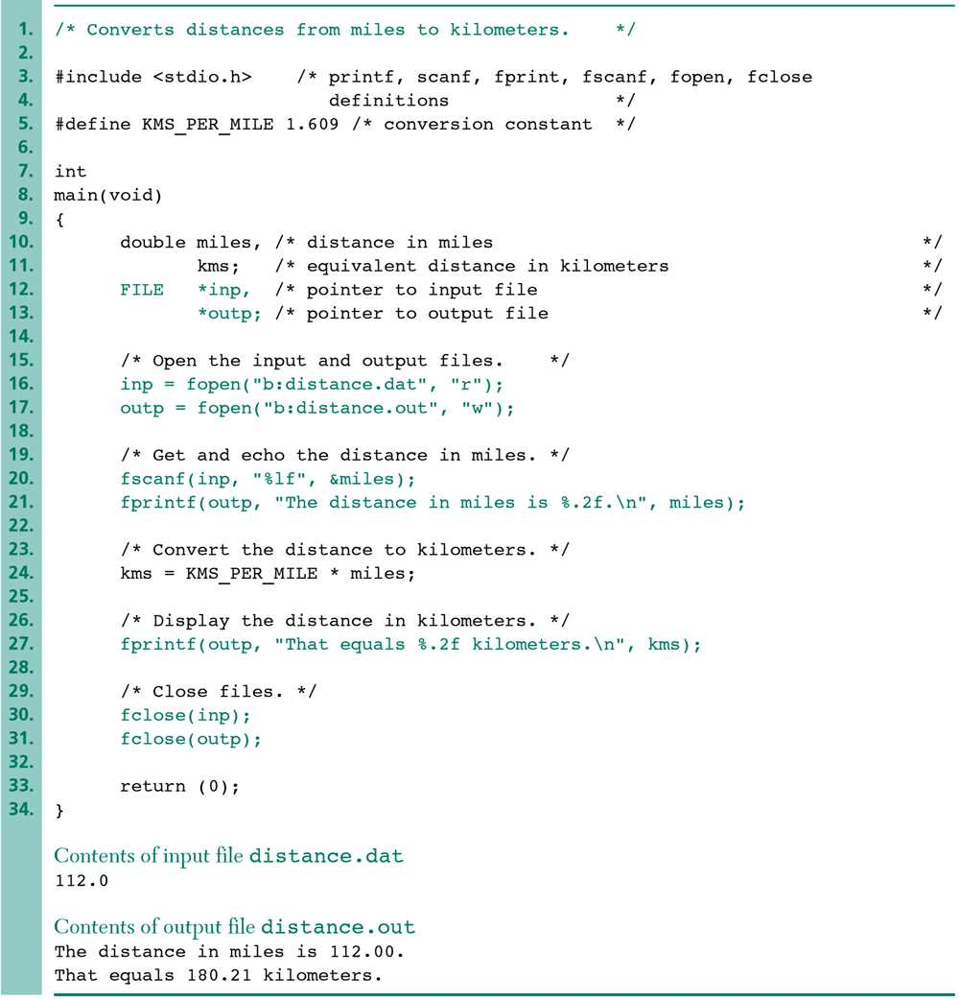 1. /* Converts distances from miles to kilometers.    */
2.
3. #include <stdio.h>    /* printf, scanf, fprint, fscanf, fopen, fclose
4.                          definitions               */
5. #define KMS_PER_MILE 1.609 /* conversion constant  */
6.
7. int
8. main(void)
9. {
10.       double miles, /* distance in miles                                       */
11.              kms;   /* equivalent distance in kilometers                       */
12.       FILE   *inp,  /* pointer to input file                                   */
13.              *outp; /* pointer to output file                                  */
14.
15.       /* Open the input and output files.    */
16.       inp = fopen("b:distance.dat", "r");
17.       outp = fopen("b:distance.out", "w");
18.
19.       /* Get and echo the distance in miles. */
20.       fscanf(inp, "%lf", &miles);
21.       fprintf(outp, "The distance in miles is %.2f.\n", miles);
22.
23.       /* Convert the distance to kilometers. */
24.       kms = KMS_PER_MILE * miles;
25.
26.       /* Display the distance in kilometers. */
27.       fprintf(outp, "That equals %.2f kilometers.\n", kms);
28.
29.       /* Close files. */
30.       fclose(inp);
31.       fclose(outp);
32.
33.       return (0);
34. }
Contents of input file distance.dat
112.0
Contents of output file distance.out
The distance in miles is 112.00.
That equals 180.21 kilometers.